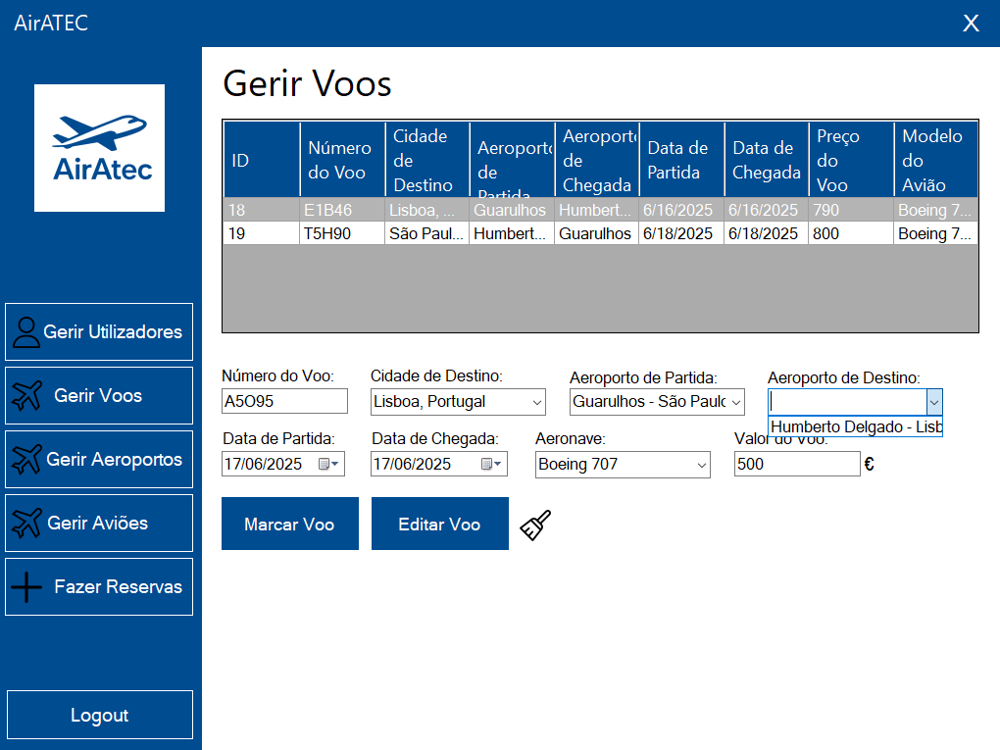 AirATEC
X
AirAtec
Gerir Utilizadores
Gerir Voos
Gerir Aeroportos
Gerir Aviões
Fazer Reservas
Logout
Gerir Voos
ID
Número do Voo
Cidade de Destino
Aeroporto de Partida
Aeroporto de Chegada
Data de Partida
Data de Chegada
Preço do Voo
Modelo do Avião
18 E1B46 Lisboa, ... Guarulhos Humbert... 6/16/2025 6/16/2025 790 Boeing 7...
19 T5H90 São Paul... Humbert... Guarulhos 6/18/2025 6/18/2025 800 Boeing 7...
Número do Voo: Cidade de Destino: Aeroporto de Partida: Aeroporto de Destino:
A5O95 Lisboa, Portugal Guarulhos - São Paulo
Humberto Delgado - Lisb
Data de Partida: Data de Chegada: Aeronave: Valor do Voo:
17/06/2025 17/06/2025 Boeing 707 500 €
Marcar Voo Editar Voo